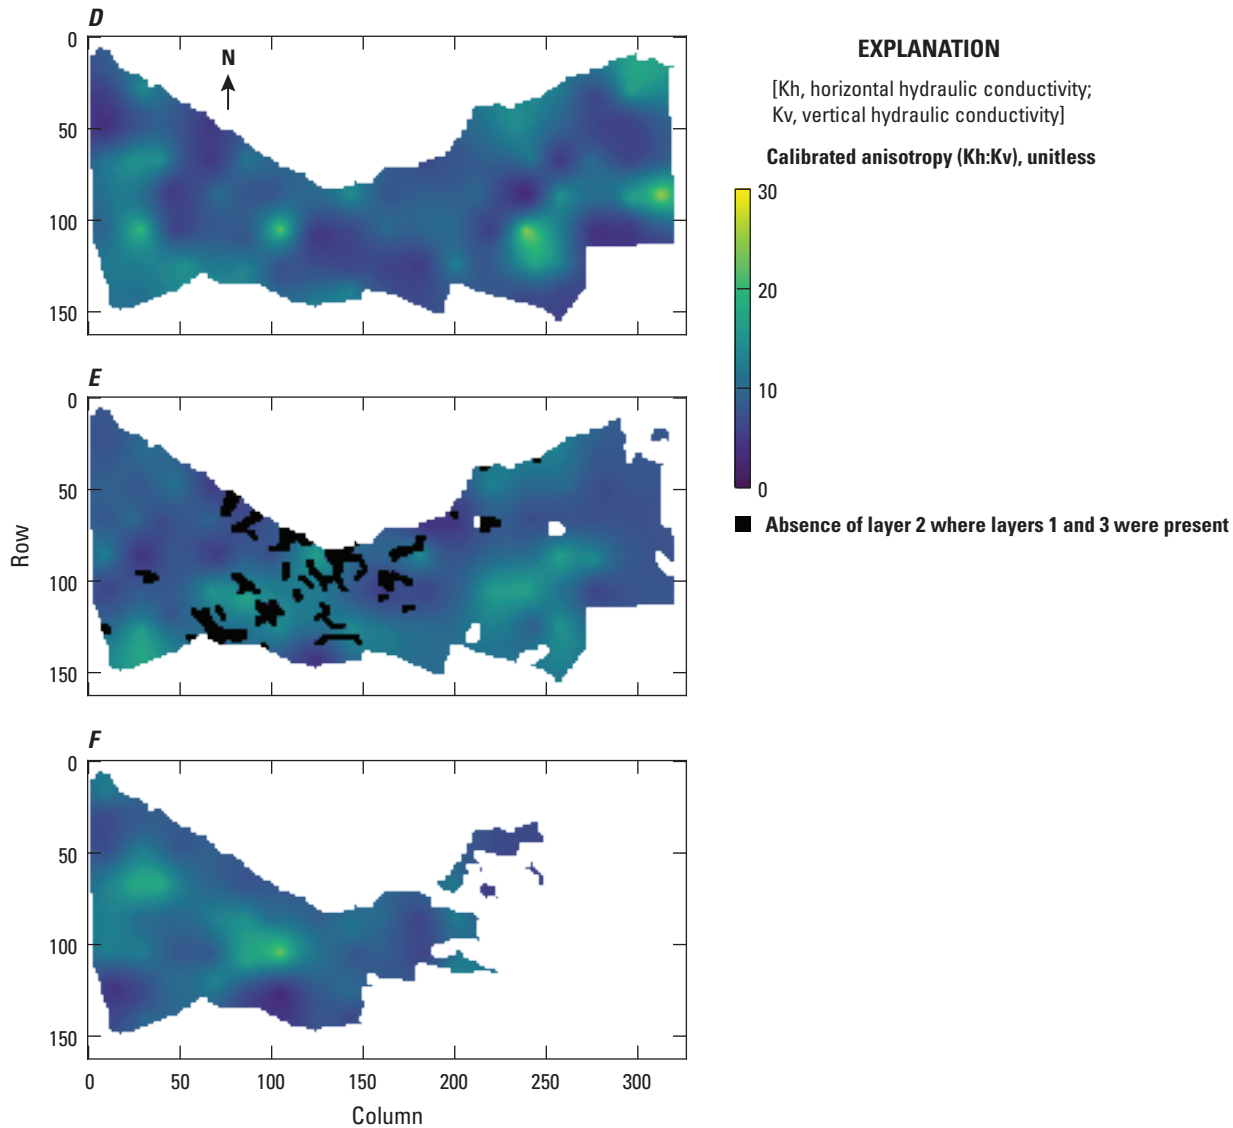 D
0
50
100
150
N
EXPLANATION
[Kh, horizontal hydraulic conductivity;
Kv, vertical hydraulic conductivity]
Calibrated anisotropy (Kh:Kv), unitless
30
20
10
0
Absence of layer 2 where layers 1 and 3 were present
E
0
50
100
150
Row
F
0
50
100
150
0 50 100 150 200 250 300
Column